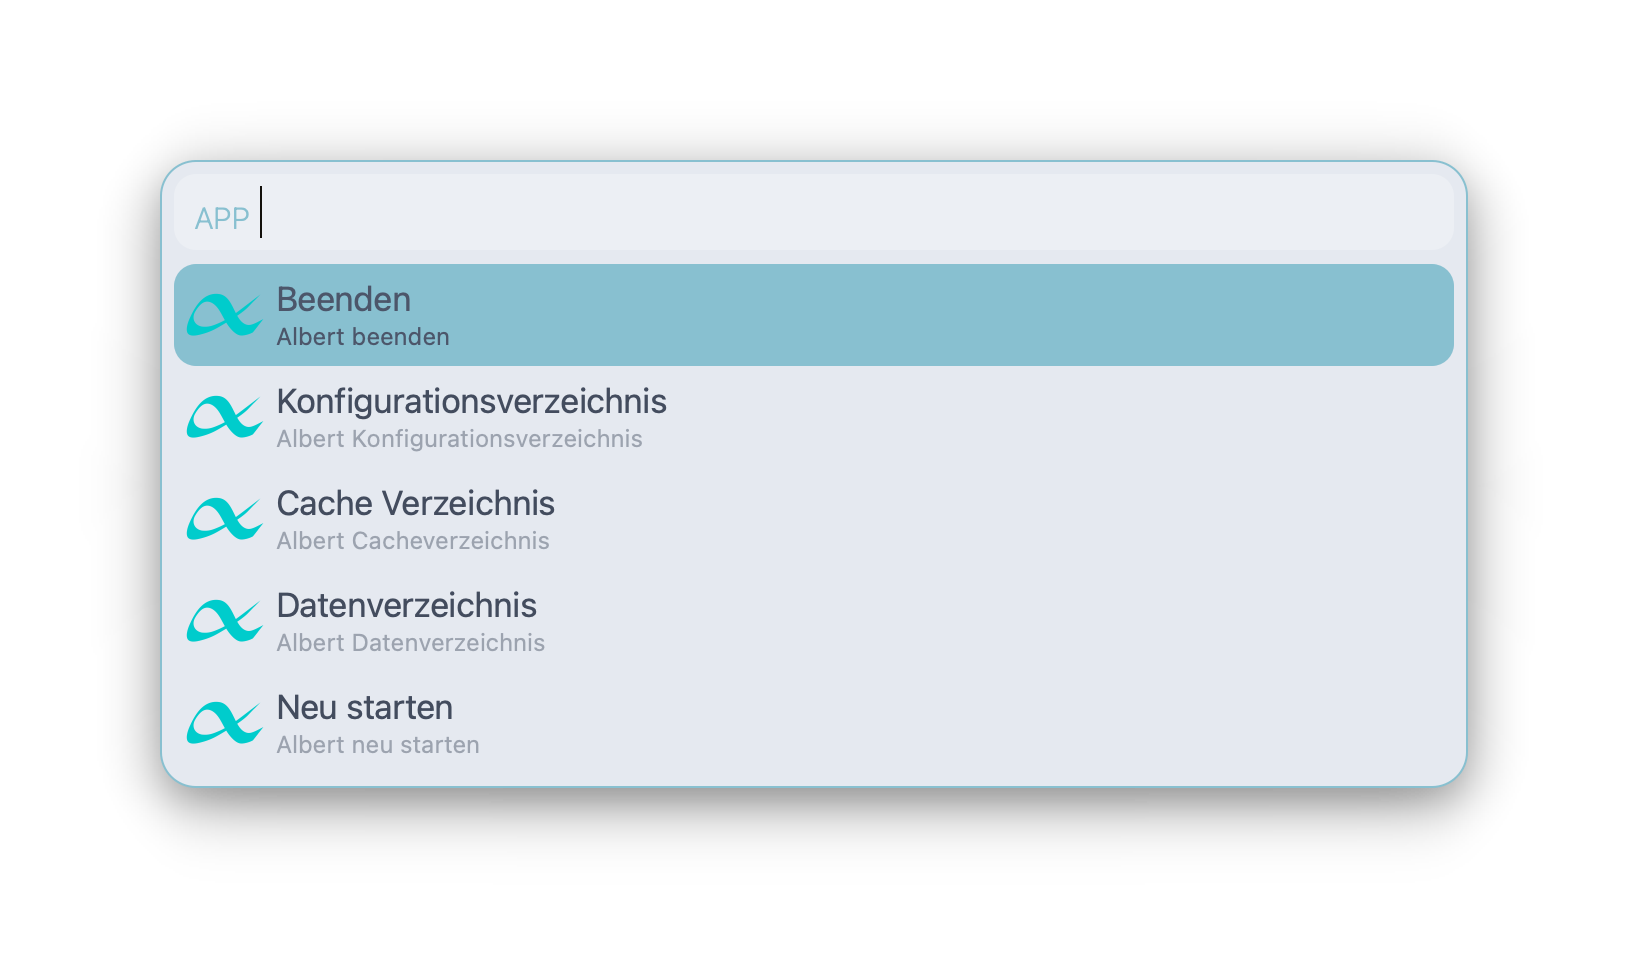 APP
Beenden
Albert beenden
Konfigurationsverzeichnis
Albert Konfigurationsverzeichnis
Cache Verzeichnis
Albert Cacheverzeichnis
Datenverzeichnis
Albert Datenverzeichnis
Neu starten
Albert neu starten